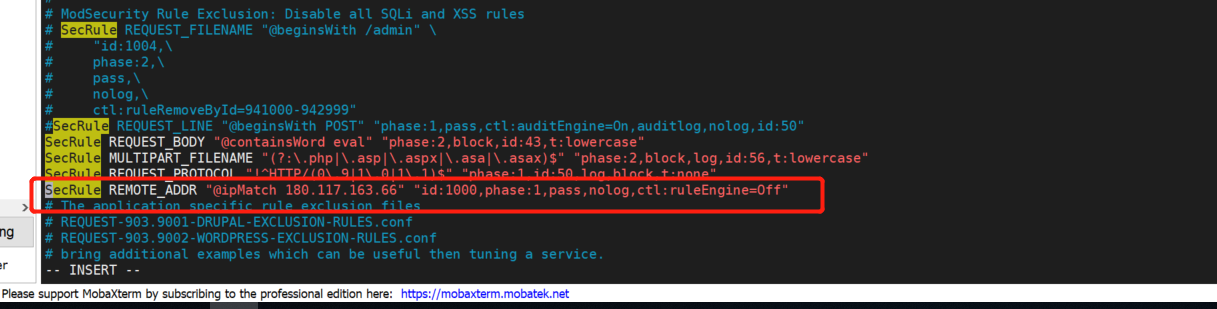 #
# ModSecurity Rule Exclusion: Disable all SQLi and XSS rules
# SecRule REQUEST_FILENAME "@beginsWith /admin" \
#     "id:1004,\
#     phase:2,\
#     pass,\
#     nolog,\
#     ctl:ruleRemoveById=941000-942999"
#SecRule REQUEST_LINE "@beginsWith POST" "phase:1,pass,ctl:auditEngine=On,auditlog,nolog,id:50"
SecRule REQUEST_BODY "@containsWord eval" "phase:2,block,id:43,t:lowercase"
SecRule MULTIPART_FILENAME "(?:\.php|\.asp|\.aspx|\.asa|\.asax)$" "phase:2,block,log,id:56,t:lowercase"
SecRule REQUEST_PROTOCOL "!^HTTP/(0\.9|1\.0|1\.1)$" "phase:1,id:50,log,block,t:none"
SecRule REMOTE_ADDR "@ipMatch 180.117.163.66" "id:1000,phase:1,pass,nolog,ctl:ruleEngine=Off"
# The application specific rule exclusion files
# REQUEST-903.9001-DRUPAL-EXCLUSION-RULES.conf
# REQUEST-903.9002-WORDPRESS-EXCLUSION-RULES.conf
# bring additional examples which can be useful then tuning a service.
-- INSERT --
ng
er
Please support MobaXterm by subscribing to the professional edition here: https://mobaxterm.mobatek.net